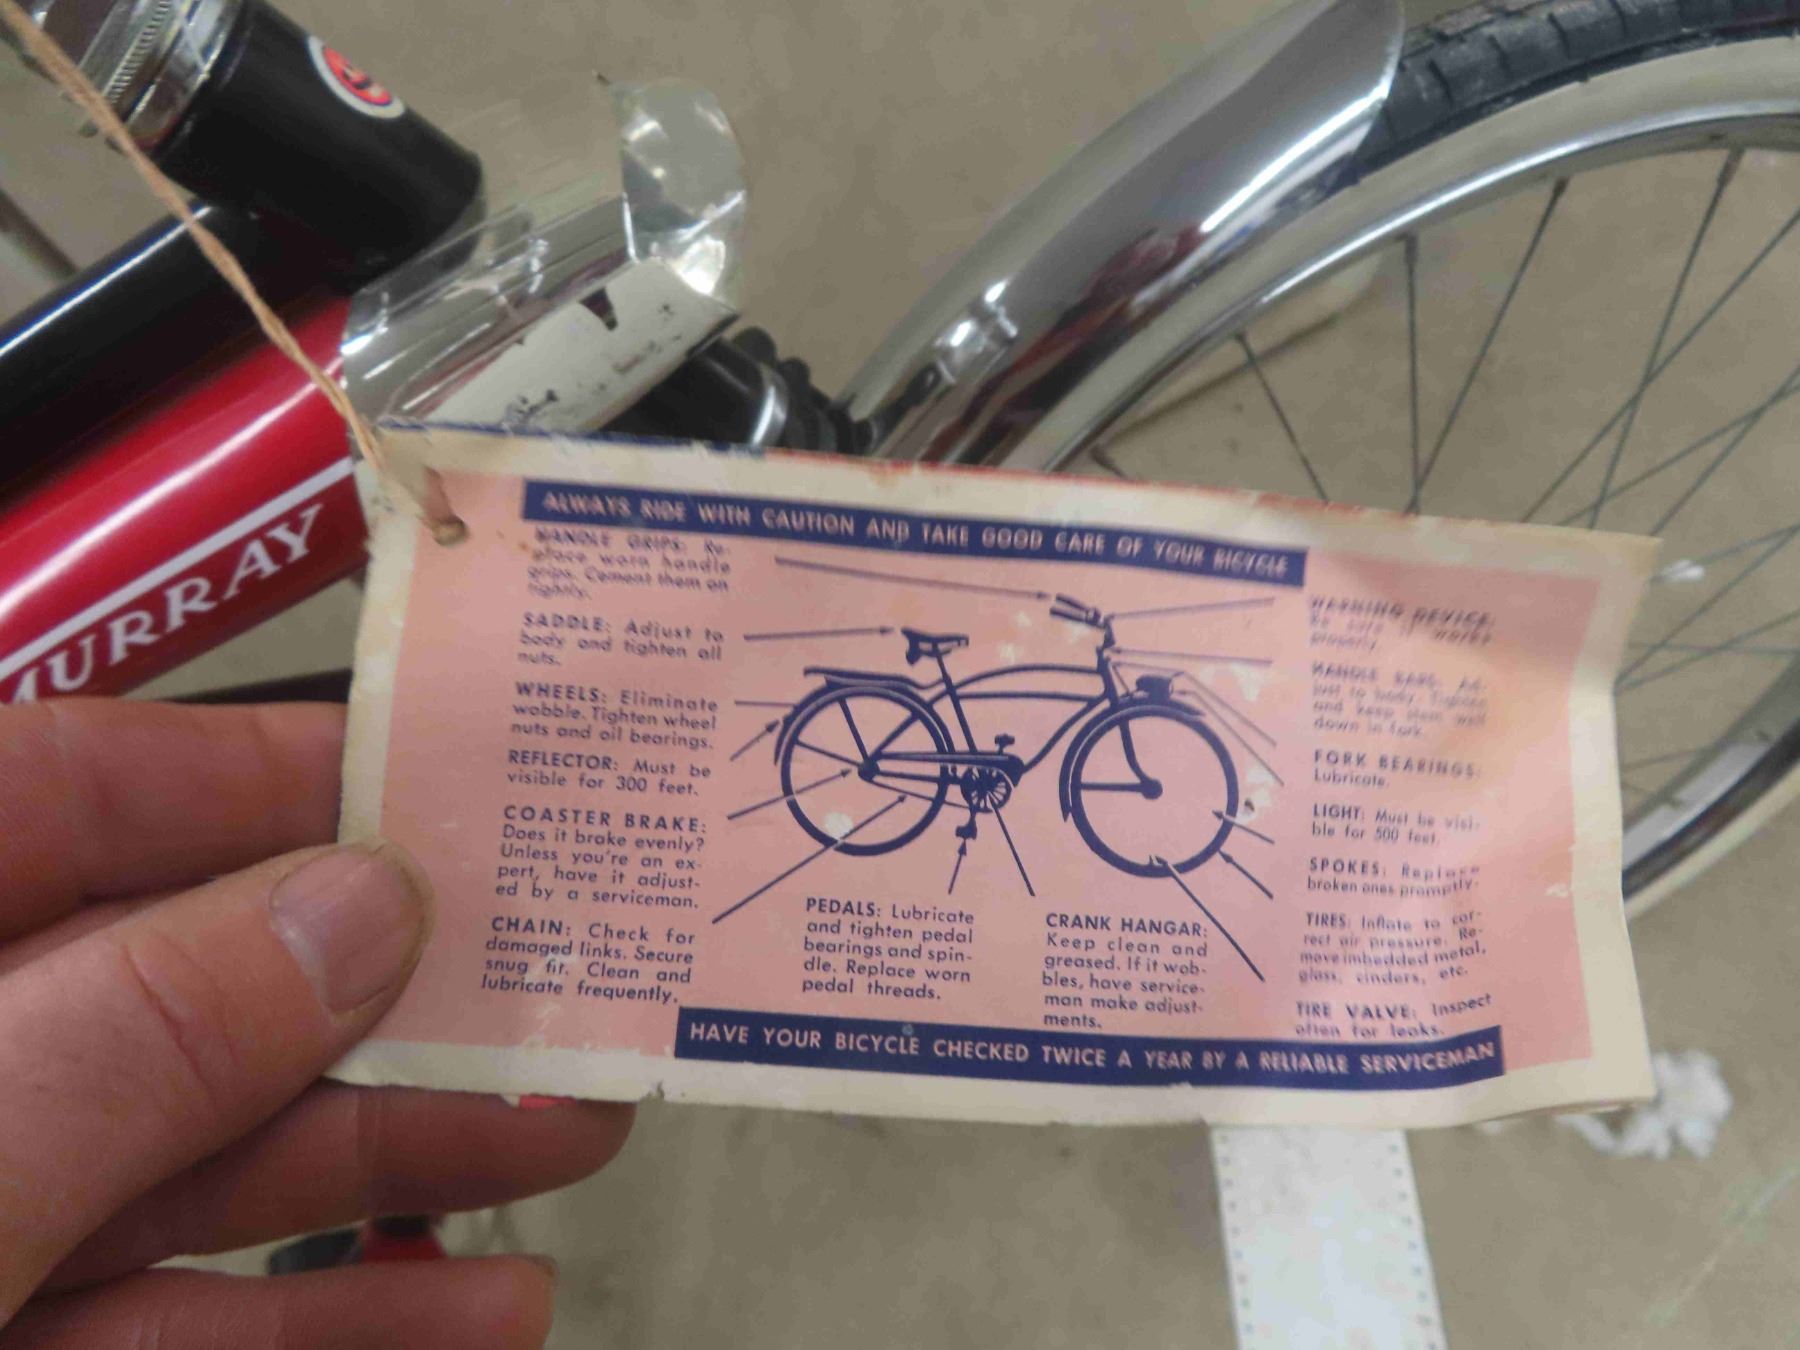 MURRAY
ALWAYS RIDE WITH CAUTION AND TAKE GOOD CARE OF YOUR BICYCLE
HANDLE GRIPS: Re-
place worn handle
grips. Cement them on
tightly.
SADDLE: Adjust to
body and tighten all
nuts.
WHEELS: Eliminate
wobble. Tighten wheel
nuts and oil bearings.
REFLECTOR: Must be
visible for 300 feet.
COASTER BRAKE:
Does it brake evenly?
Unless you're an ex-
pert, have it adjust-
ed by a serviceman.
CHAIN: Check for
damaged links. Secure
snug fit. Clean and
lubricate frequently.
PEDALS: Lubricate
and tighten pedal
bearings and spin-
dle. Replace worn
pedal threads.
CRANK HANGAR:
Keep clean and
greased. If it wob-
bles, have service-
man make adjust-
ments.
WARNING DEVICE:
Be sure it works
properly.
HANDLE BARS: Ad-
just to body. Tighten
and keep stem well
down in fork.
FORK BEARINGS:
Lubricate.
LIGHT: Must be visi-
ble for 500 feet.
SPOKES: Replace
broken ones promptly.
TIRES: Inflate to cor-
rect air pressure. Re-
move imbedded metal,
glass, cinders, etc.
TIRE VALVE: Inspect
often for leaks.
HAVE YOUR BICYCLE CHECKED TWICE A YEAR BY A RELIABLE SERVICEMAN